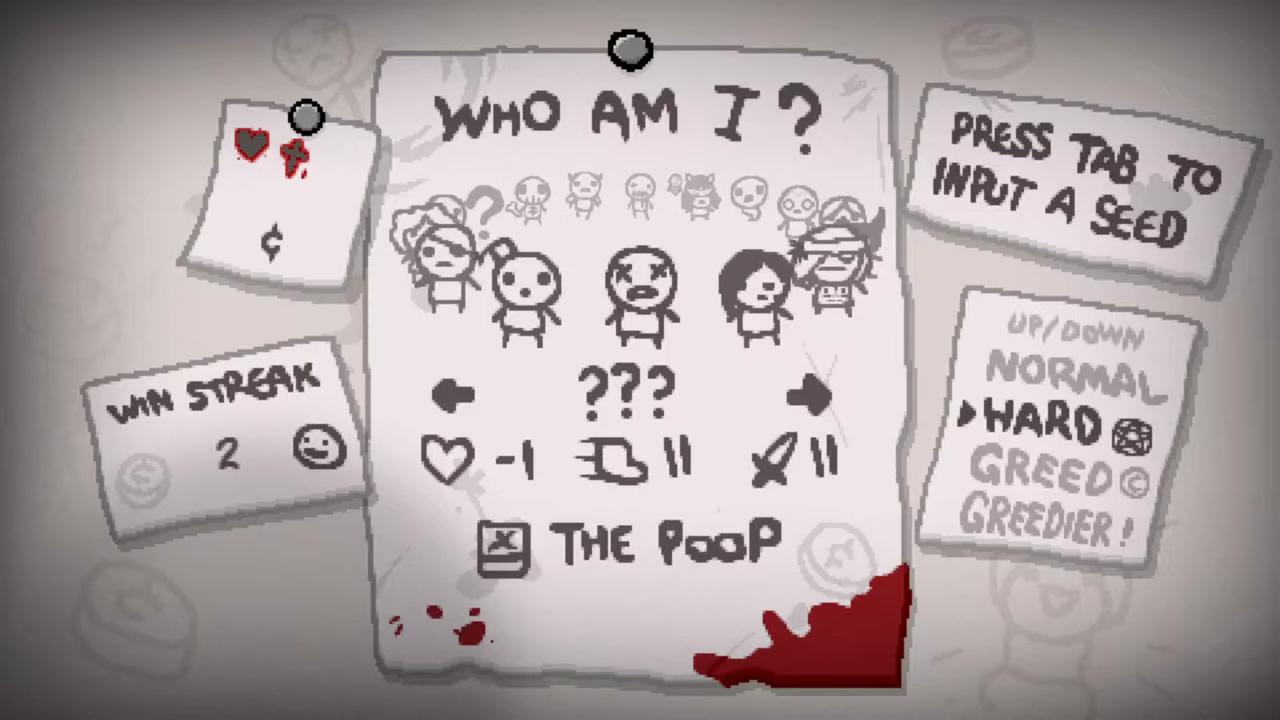 WHO AM I?
¢
WIN STREAK
2
???
-1
THE POOP
PRESS TAB TO
INPUT A SEED
UP/DOWN
NORMAL
HARD
GREED
GREEDIER!